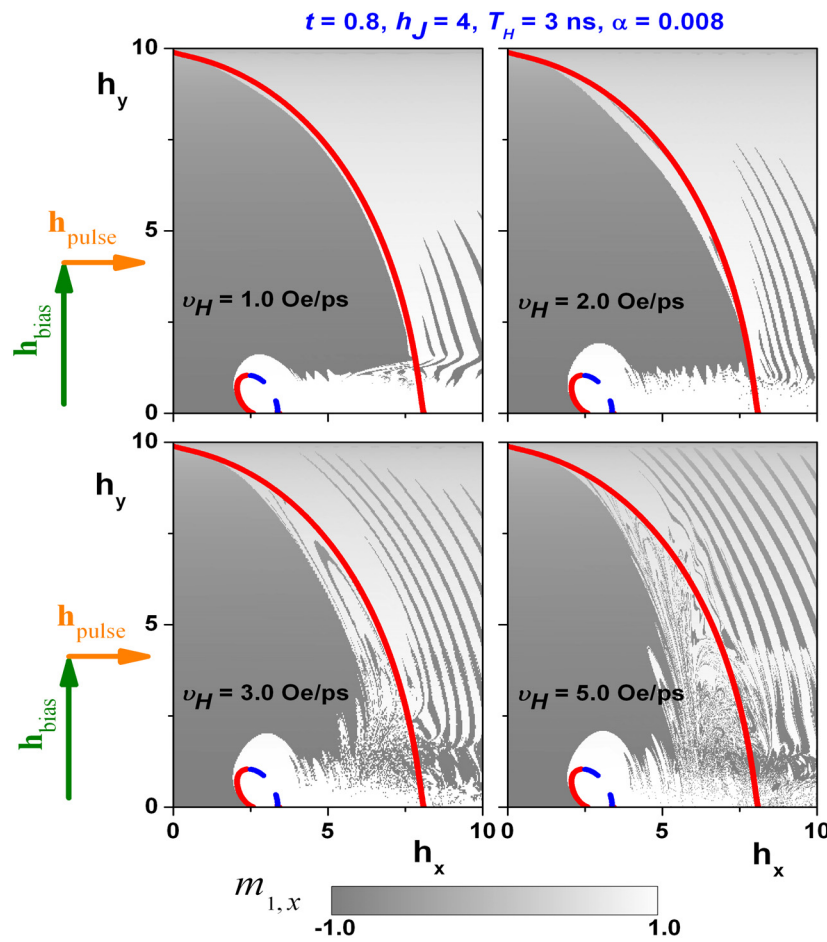 t = 0.8, h_J = 4, T_H = 3 ns, α = 0.008
10
h_y
5
0
h_pulse
h_bias
υ_H = 1.0 Oe/ps
υ_H = 2.0 Oe/ps
10
h_y
5
0
h_pulse
h_bias
υ_H = 3.0 Oe/ps
υ_H = 5.0 Oe/ps
0 5 10 0 5 10
h_x h_x
m_1,x
-1.0 1.0